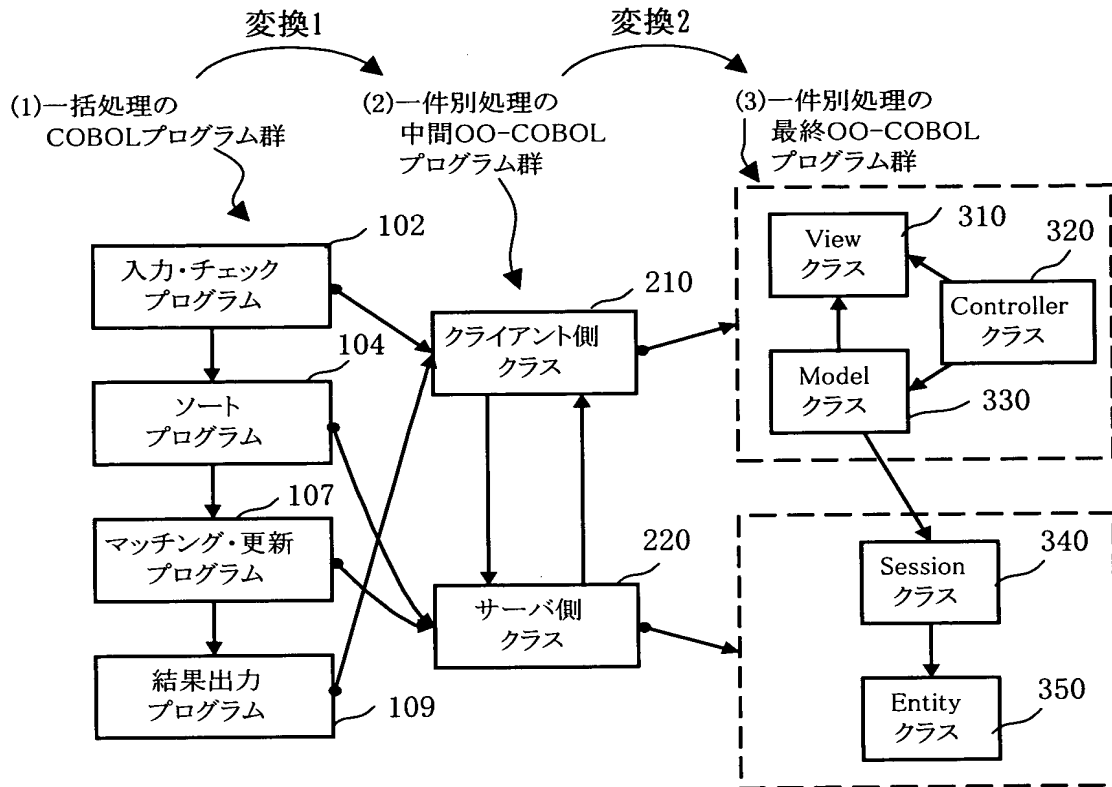 変換1
変換2
(1)一括処理の
COBOLプログラム群
(2)一件別処理の
中間OO-COBOL
プログラム群
(3)一件別処理の
最終OO-COBOL
プログラム群
102
入力・チェック
プログラム
104
ソート
プログラム
107
マッチング・更新
プログラム
結果出力
プログラム
109
210
クライアント側
クラス
220
サーバ側
クラス
310
View
クラス
320
Controller
クラス
Model
クラス
330
340
Session
クラス
350
Entity
クラス